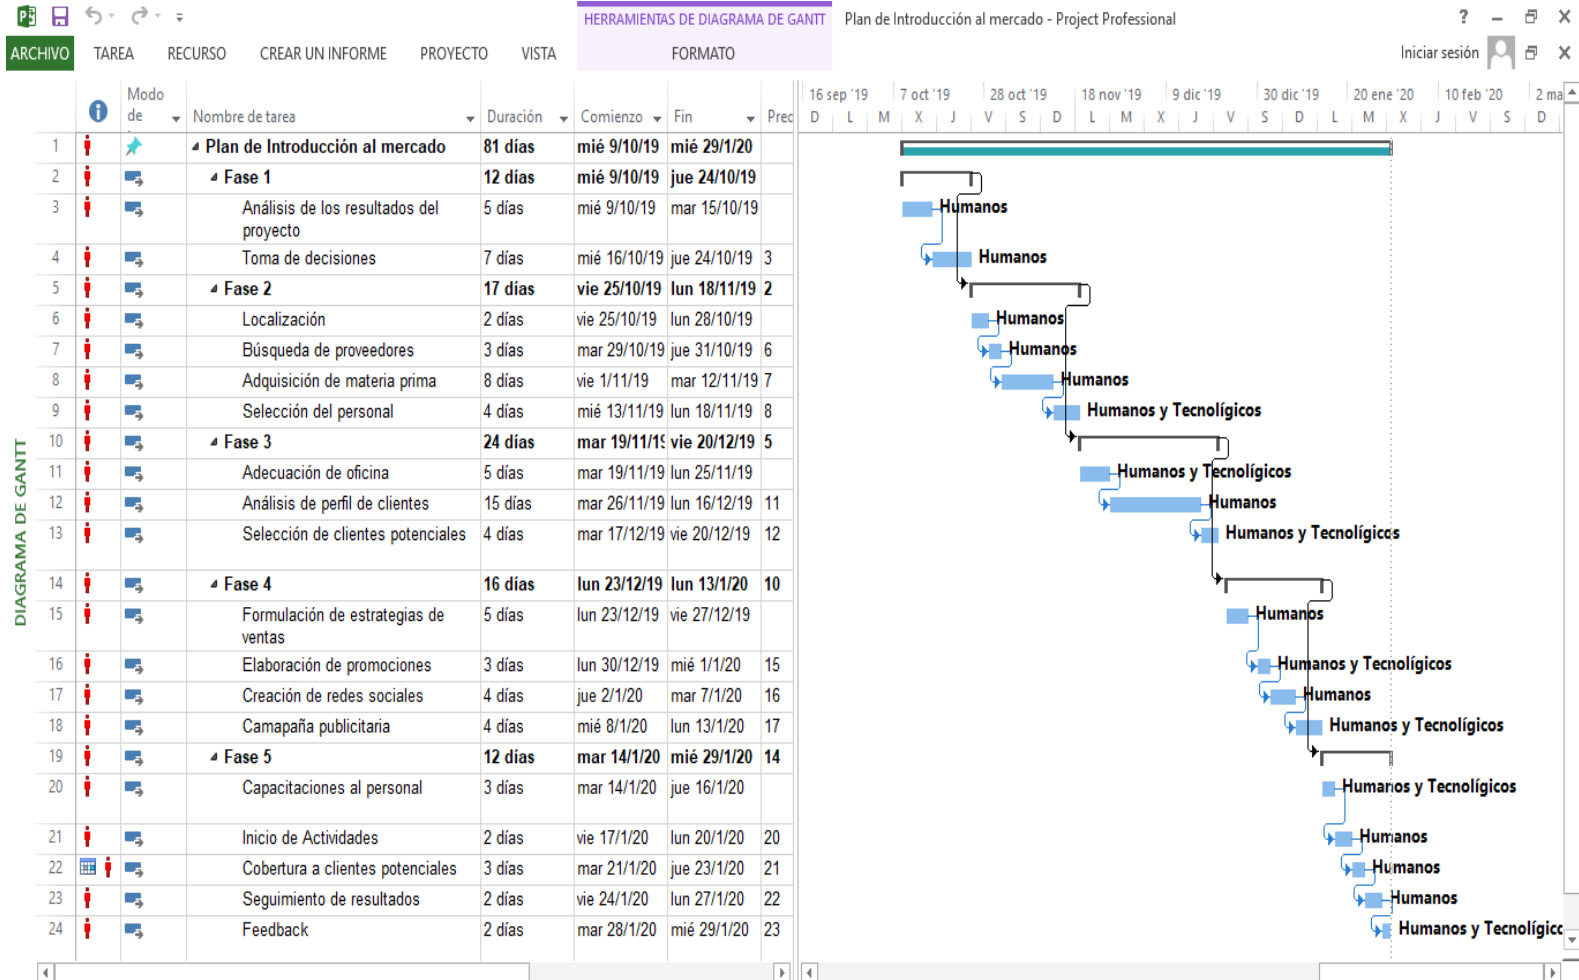 HERRAMIENTAS DE DIAGRAMA DE GANTT Plan de Introducción al mercado - Project Professional ?
ARCHIVO TAREA RECURSO CREAR UN INFORME PROYECTO VISTA FORMATO Iniciar sesión
Modo de Nombre de tarea Duración Comienzo Fin Pred
16 sep '19 7 oct '19 28 oct '19 18 nov '19 9 dic '19 30 dic '19 20 ene '20 10 feb '20 2 ma
D L M X J V S D L M X J V S D L M X J V S D
DIAGRAMA DE GANTT
1 Plan de Introducción al mercado 81 días mié 9/10/19 mié 29/1/20
2 Fase 1 12 días mié 9/10/19 jue 24/10/19
3 Análisis de los resultados del proyecto 5 días mié 9/10/19 mar 15/10/19 Humanos
4 Toma de decisiones 7 días mié 16/10/19 jue 24/10/19 3 Humanos
5 Fase 2 17 días vie 25/10/19 lun 18/11/19 2
6 Localización 2 días vie 25/10/19 lun 28/10/19 Humanos
7 Búsqueda de proveedores 3 días mar 29/10/19 jue 31/10/19 6 Humanos
8 Adquisición de materia prima 8 días vie 1/11/19 mar 12/11/19 7 Humanos
9 Selección del personal 4 días mié 13/11/19 lun 18/11/19 8 Humanos y Tecnolígicos
10 Fase 3 24 días mar 19/11/19 vie 20/12/19 5
11 Adecuación de oficina 5 días mar 19/11/19 lun 25/11/19 Humanos y Tecnolígicos
12 Análisis de perfil de clientes 15 días mar 26/11/19 lun 16/12/19 11 Humanos
13 Selección de clientes potenciales 4 días mar 17/12/19 vie 20/12/19 12 Humanos y Tecnolígicos
14 Fase 4 16 días lun 23/12/19 lun 13/1/20 10
15 Formulación de estrategias de ventas 5 días lun 23/12/19 vie 27/12/19 Humanos
16 Elaboración de promociones 3 días lun 30/12/19 mié 1/1/20 15 Humanos y Tecnolígicos
17 Creación de redes sociales 4 días jue 2/1/20 mar 7/1/20 16 Humanos
18 Camapaña publicitaria 4 días mié 8/1/20 lun 13/1/20 17 Humanos y Tecnolígicos
19 Fase 5 12 días mar 14/1/20 mié 29/1/20 14
20 Capacitaciones al personal 3 días mar 14/1/20 jue 16/1/20 Humanos y Tecnolígicos
21 Inicio de Actividades 2 días vie 17/1/20 lun 20/1/20 20 Humanos
22 Cobertura a clientes potenciales 3 días mar 21/1/20 jue 23/1/20 21 Humanos
23 Seguimiento de resultados 2 días vie 24/1/20 lun 27/1/20 22 Humanos
24 Feedback 2 días mar 28/1/20 mié 29/1/20 23 Humanos y Tecnolígicc